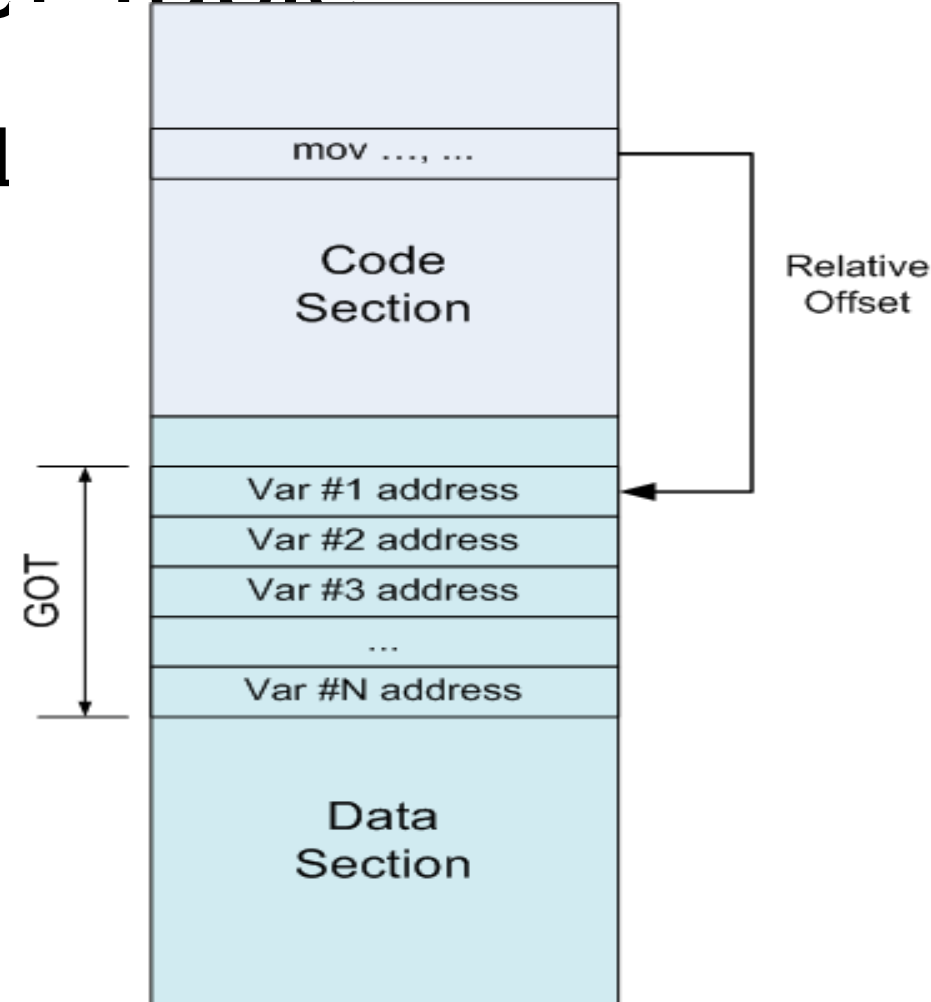 mov ..., ...
Code
Section
Relative
Offset
GOT
Var #1 address
Var #2 address
Var #3 address
...
Var #N address
Data
Section